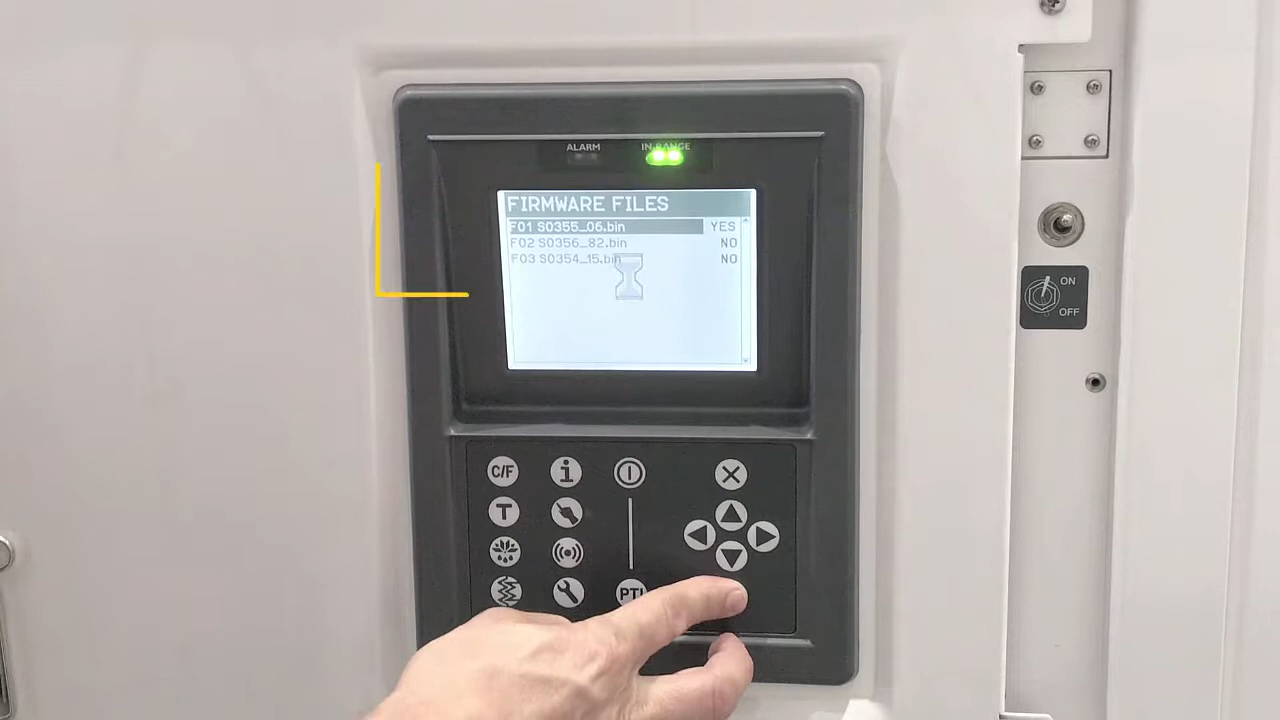 ALARM
IN-RANGE
FIRMWARE FILES
F01 S0355_06.bin YES
F02 S0356_82.bin NO
F03 S0354_15.bin NO
ON
OFF
C/F
i
T
PTI